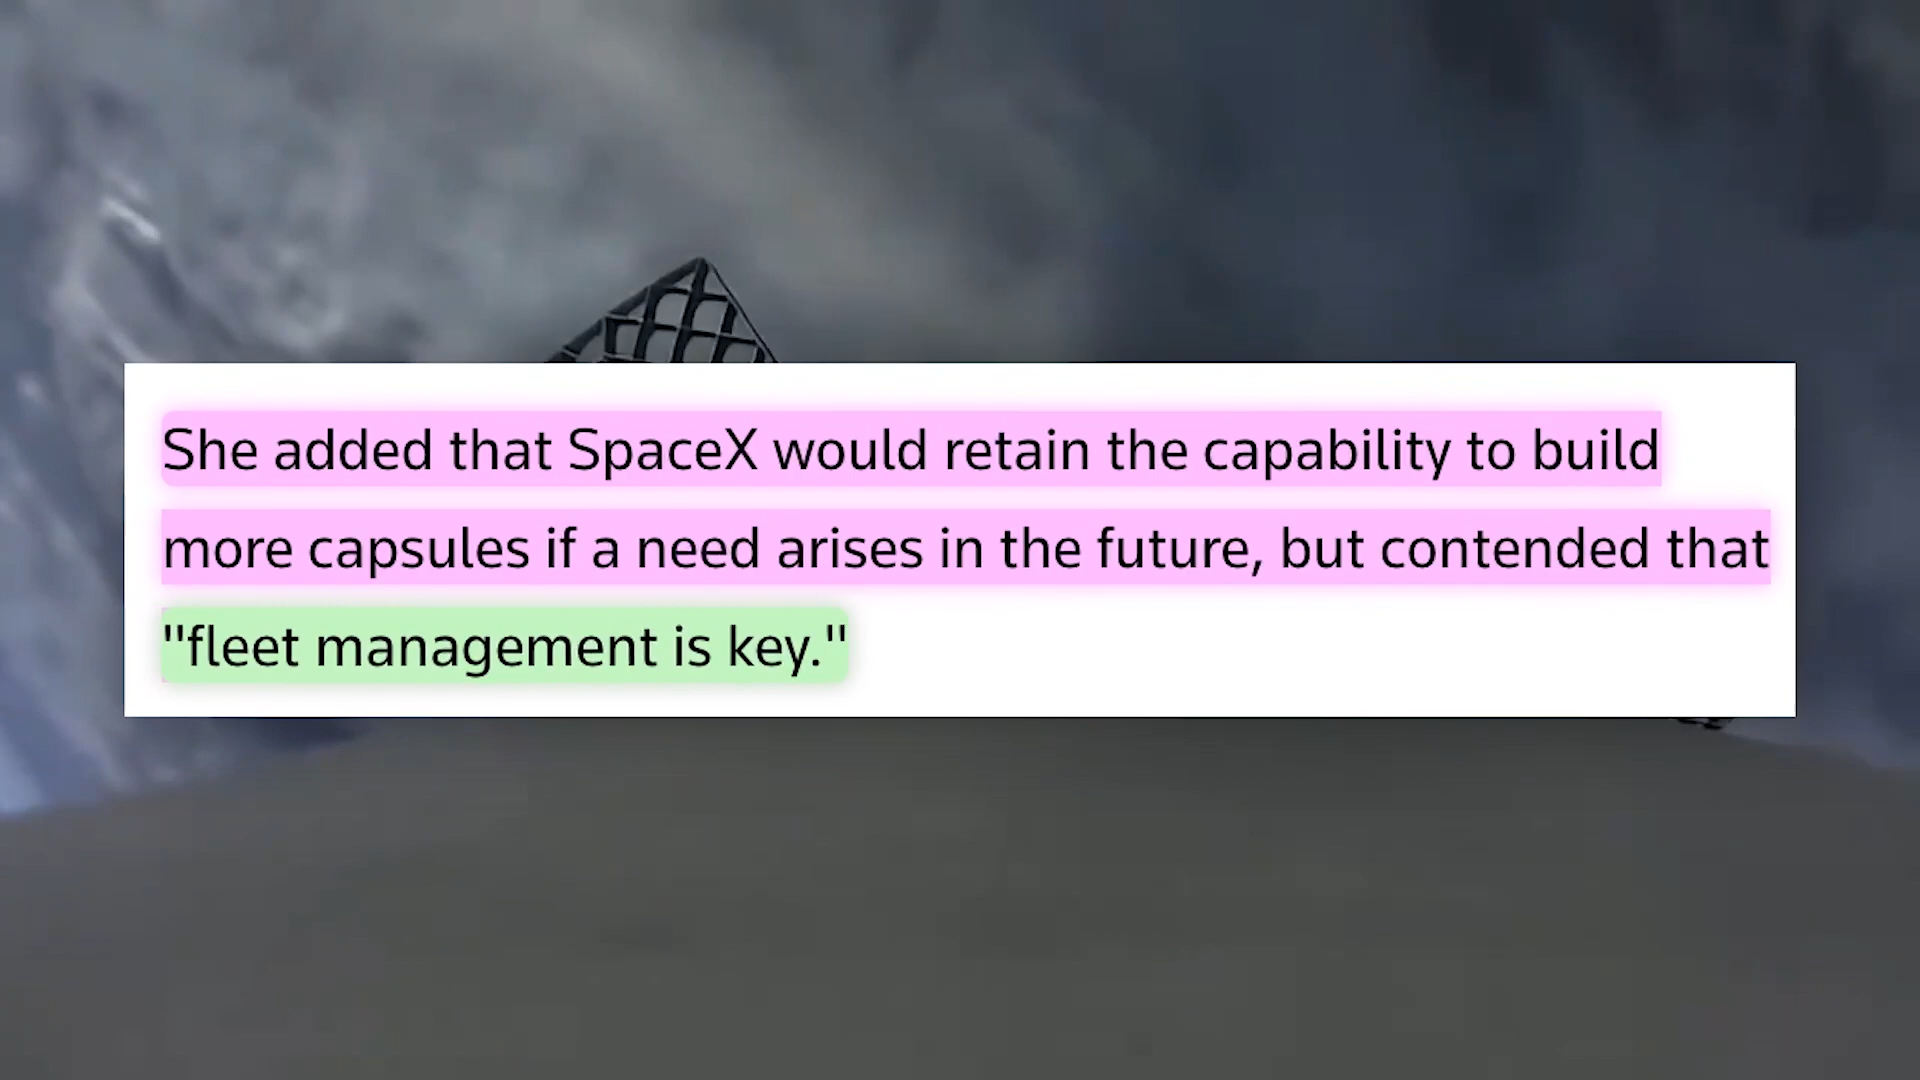 She added that SpaceX would retain the capability to build
more capsules if a need arises in the future, but contended that
"fleet management is key."